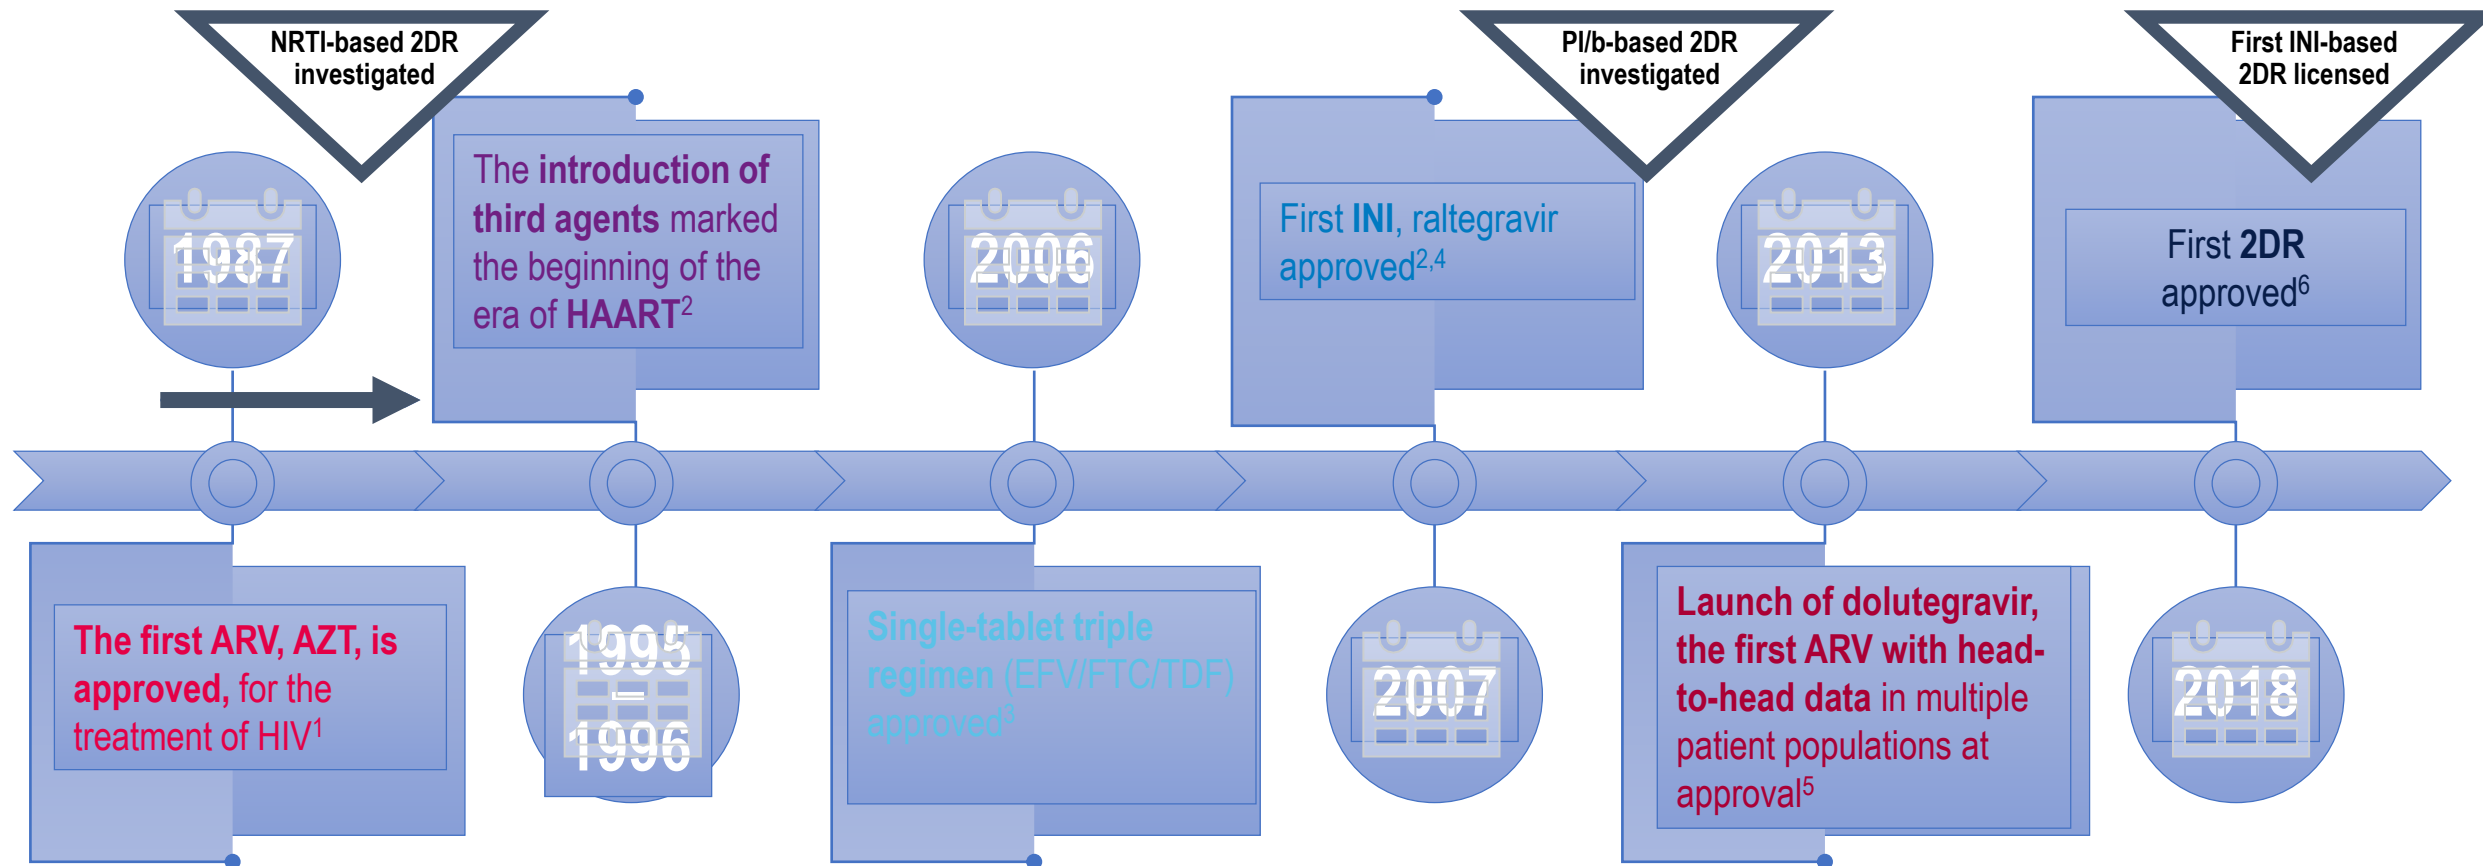 NRTI-based 2DR
investigated
PI/b-based 2DR
investigated
First INI-based
2DR licensed
1987
The introduction of
third agents marked
the beginning of the
era of HAART2
2006
First INI, raltegravir
approved2,4
2013
First 2DR
approved6
The first ARV, AZT, is
approved, for the
treatment of HIV1
1995
–
1996
Single-tablet triple
regimen (EFV/FTC/TDF)
approved3
2007
Launch of dolutegravir,
the first ARV with head-
to-head data in multiple
patient populations at
approval5
2018